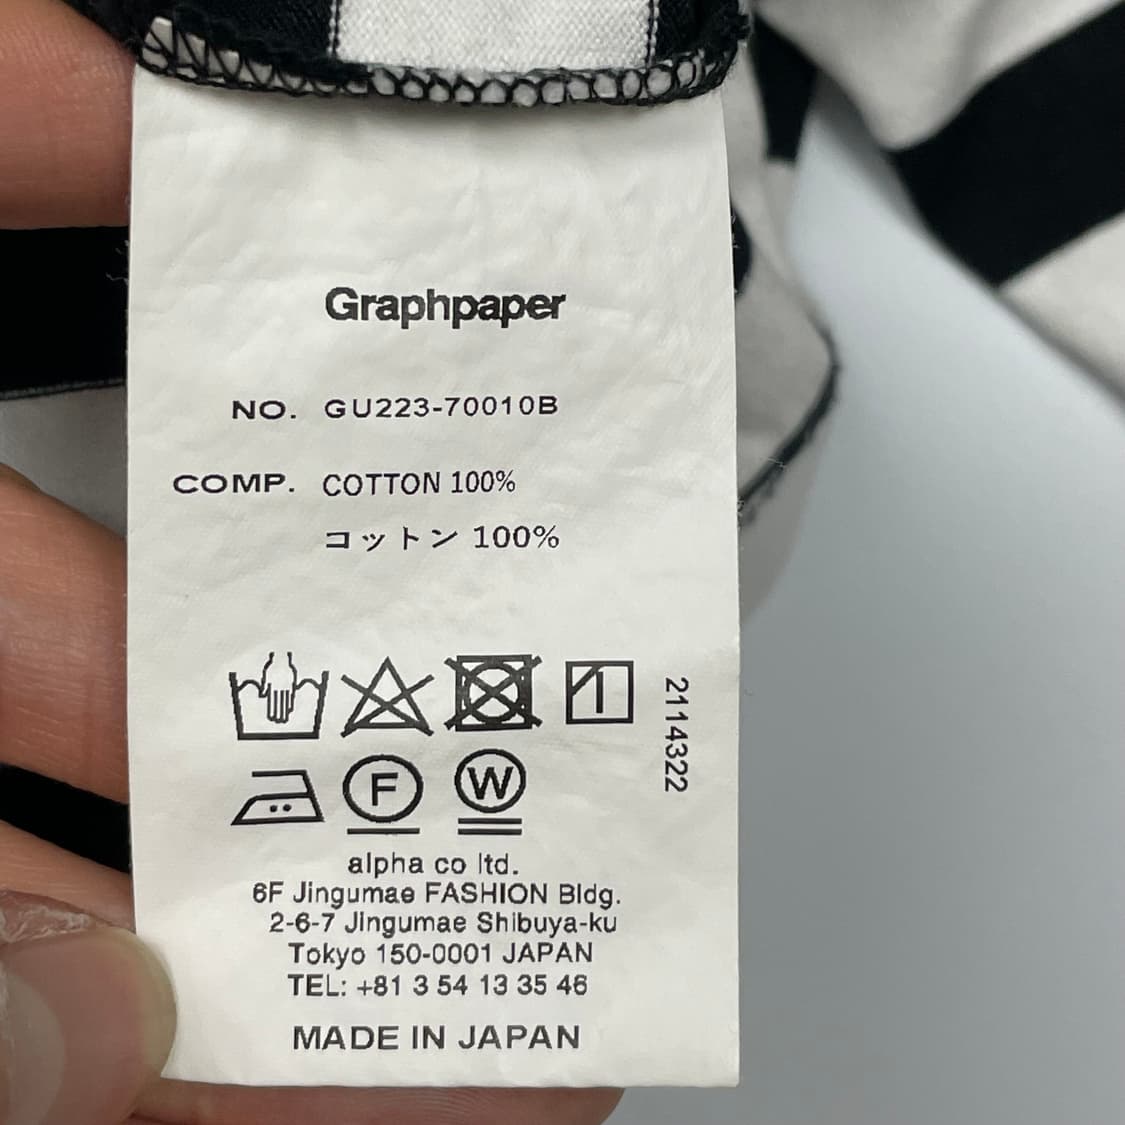 Graphpaper
NO. GU223-70010B
COMP. COTTON 100%
コットン 100%
2114322
F
W
alpha co ltd.
6F Jingumae FASHION Bldg.
2-6-7 Jingumae Shibuya-ku
Tokyo 150-0001 JAPAN
TEL: +81 3 54 13 35 46
MADE IN JAPAN